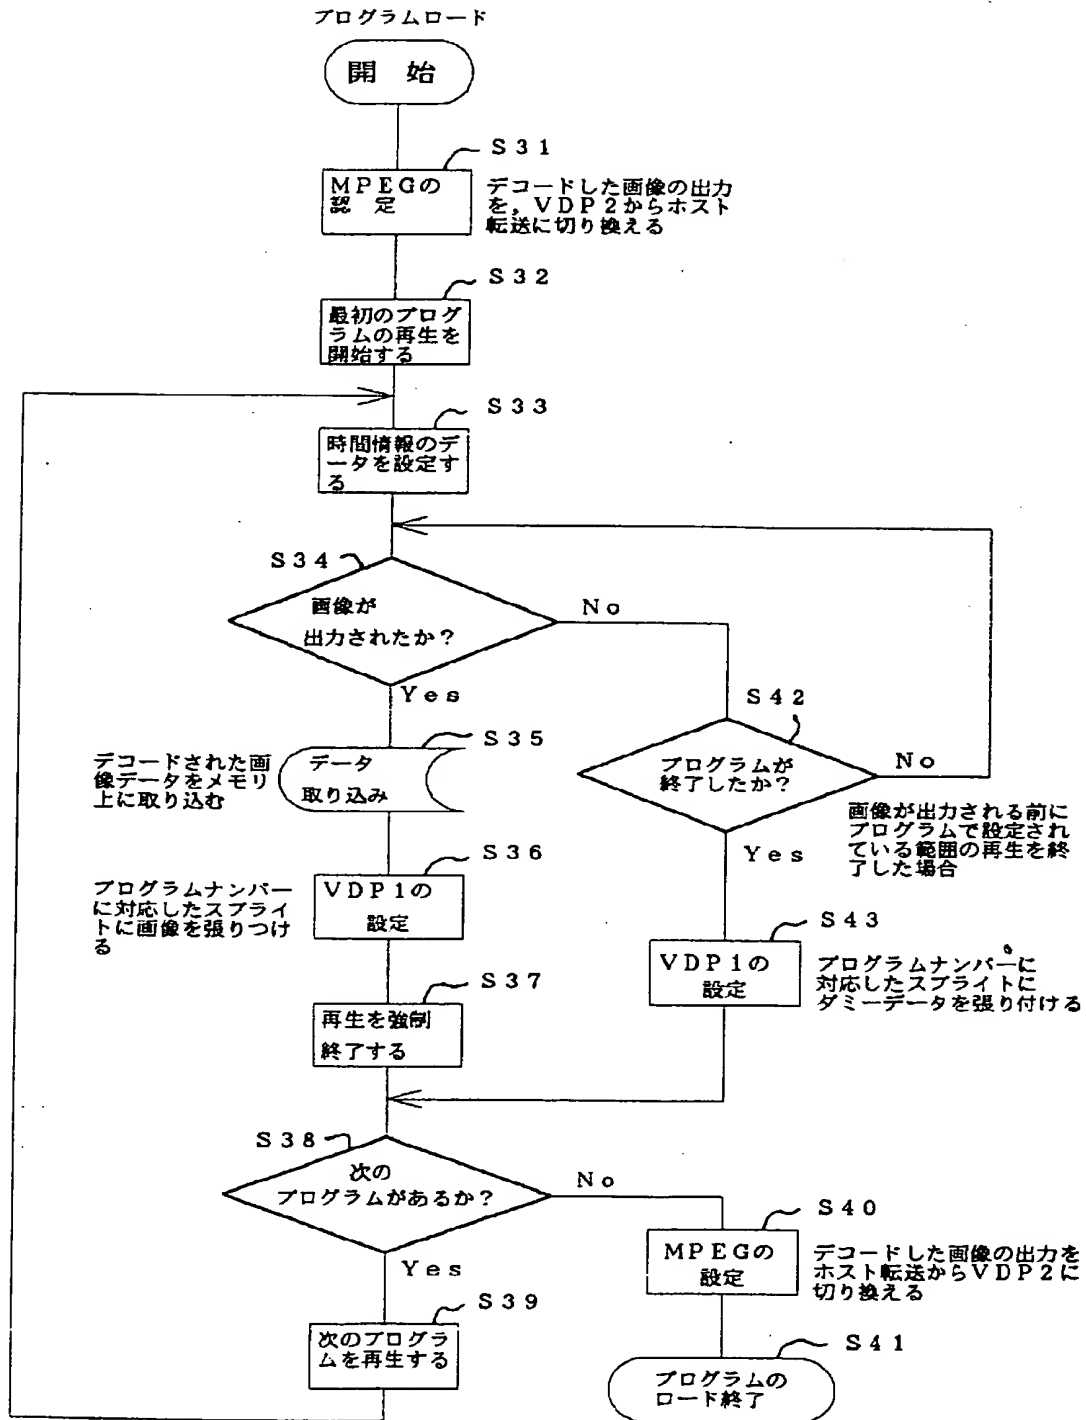 プログラムロード
開 始
S31
MPEGの
認 定
デコードした画像の出力
を,VDP2からホスト
転送に切り換える
S32
最初のプログ
ラムの再生を
開始する
S33
時間情報のデ
ータを設定す
る
S34
画像が
出力されたか?
No
Yes
S42
プログラムが
終了したか?
No
Yes
画像が出力される前に
プログラムで設定され
ている範囲の再生を終
了した場合
S35
データ
取り込み
デコードされた画
像データをメモリ
上に取り込む
S36
VDP1の
設定
プログラムナンバー
に対応したスプライ
トに画像を張りつけ
る
S43
VDP1の
設定
プログラムナンバーに
対応したスプライトに
ダミーデータを張り付ける
S37
再生を強制
終了する
S38
次の
プログラムがあるか?
No
Yes
S40
MPEGの
設定
デコードした画像の出力を
ホスト転送からVDP2に
切り換える
S39
次のプログラ
ムを再生する
S41
プログラムの
ロード終了